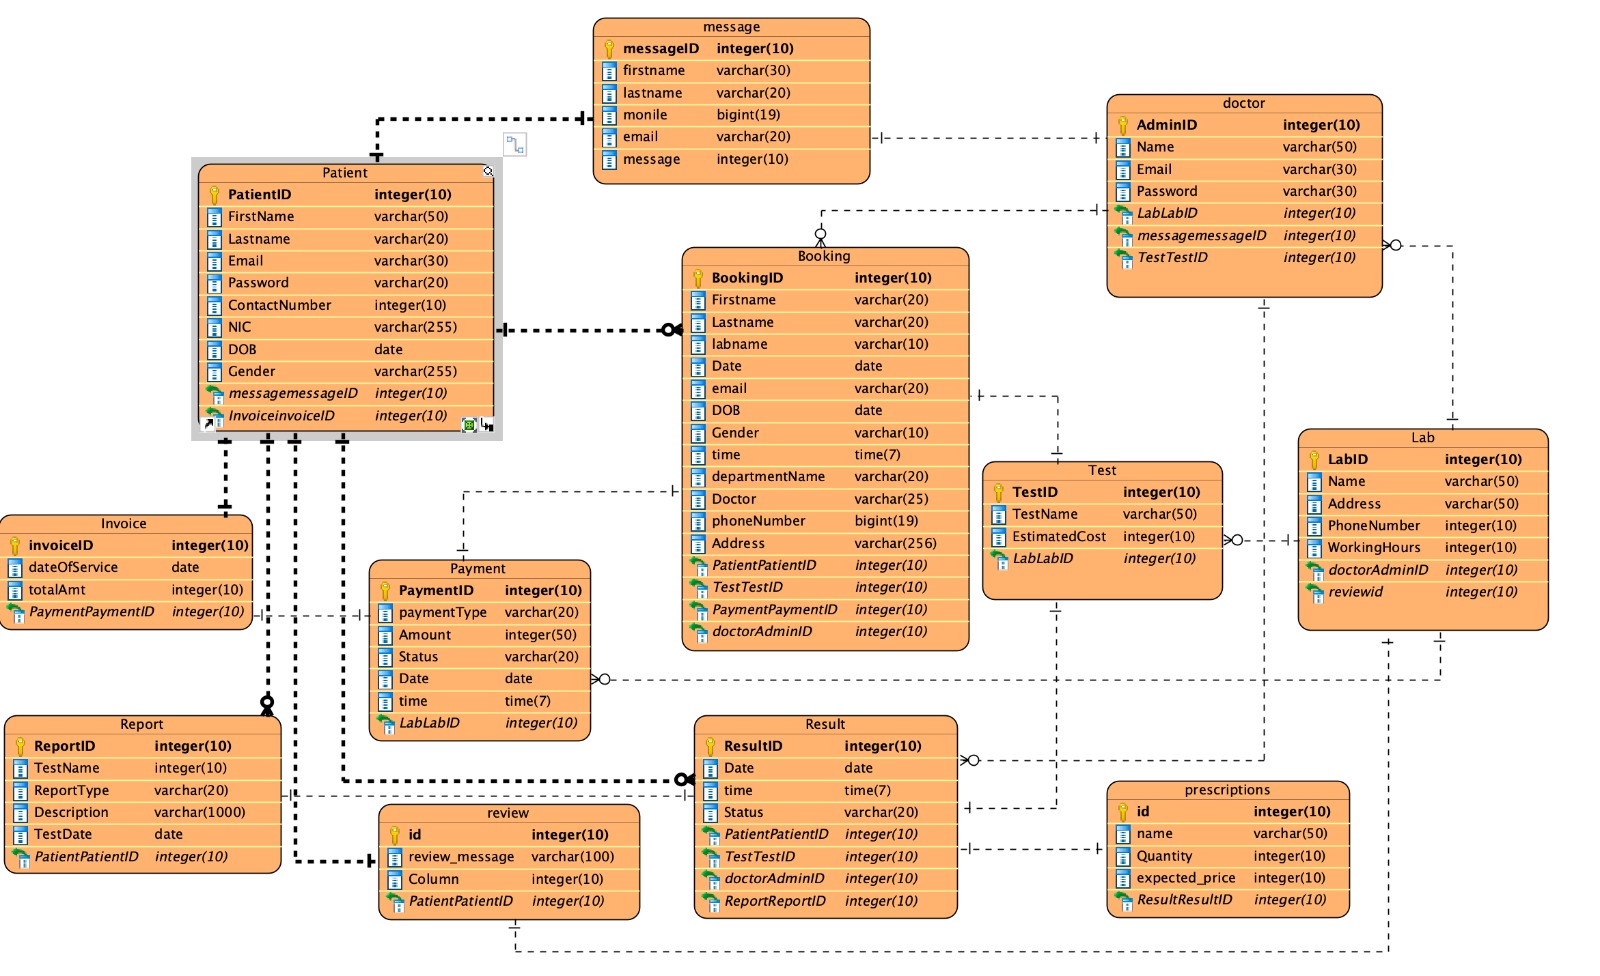 message
messageID integer(10)
firstname varchar(30)
lastname varchar(20)
monile bigint(19)
email varchar(20)
message integer(10)
doctor
AdminID integer(10)
Name varchar(50)
Email varchar(30)
Password varchar(30)
LabLabID integer(10)
messagemessageID integer(10)
TestTestID integer(10)
Patient
PatientID integer(10)
FirstName varchar(50)
Lastname varchar(20)
Email varchar(30)
Password varchar(20)
ContactNumber integer(10)
NIC varchar(255)
DOB date
Gender varchar(255)
messagemessageID integer(10)
InvoiceinvoiceID integer(10)
Booking
BookingID integer(10)
Firstname varchar(20)
Lastname varchar(20)
labname varchar(10)
Date date
email varchar(20)
DOB date
Gender varchar(10)
time time(7)
departmentName varchar(20)
Doctor varchar(25)
phoneNumber bigint(19)
Address varchar(256)
PatientPatientID integer(10)
TestTestID integer(10)
PaymentPaymentID integer(10)
doctorAdminID integer(10)
Test
TestID integer(10)
TestName varchar(50)
EstimatedCost integer(10)
LabLabID integer(10)
Lab
LabID integer(10)
Name varchar(50)
Address varchar(50)
PhoneNumber integer(10)
WorkingHours integer(10)
doctorAdminID integer(10)
reviewid integer(10)
Invoice
invoiceID integer(10)
dateOfService date
totalAmt integer(10)
PaymentPaymentID integer(10)
Payment
PaymentID integer(10)
paymentType varchar(20)
Amount integer(50)
Status varchar(20)
Date date
time time(7)
LabLabID integer(10)
Report
ReportID integer(10)
TestName integer(10)
ReportType varchar(20)
Description varchar(1000)
TestDate date
PatientPatientID integer(10)
review
id integer(10)
review_message varchar(100)
Column integer(10)
PatientPatientID integer(10)
Result
ResultID integer(10)
Date date
time time(7)
Status varchar(20)
PatientPatientID integer(10)
TestTestID integer(10)
doctorAdminID integer(10)
ReportReportID integer(10)
prescriptions
id integer(10)
name varchar(50)
Quantity integer(10)
expected_price integer(10)
ResultResultID integer(10)